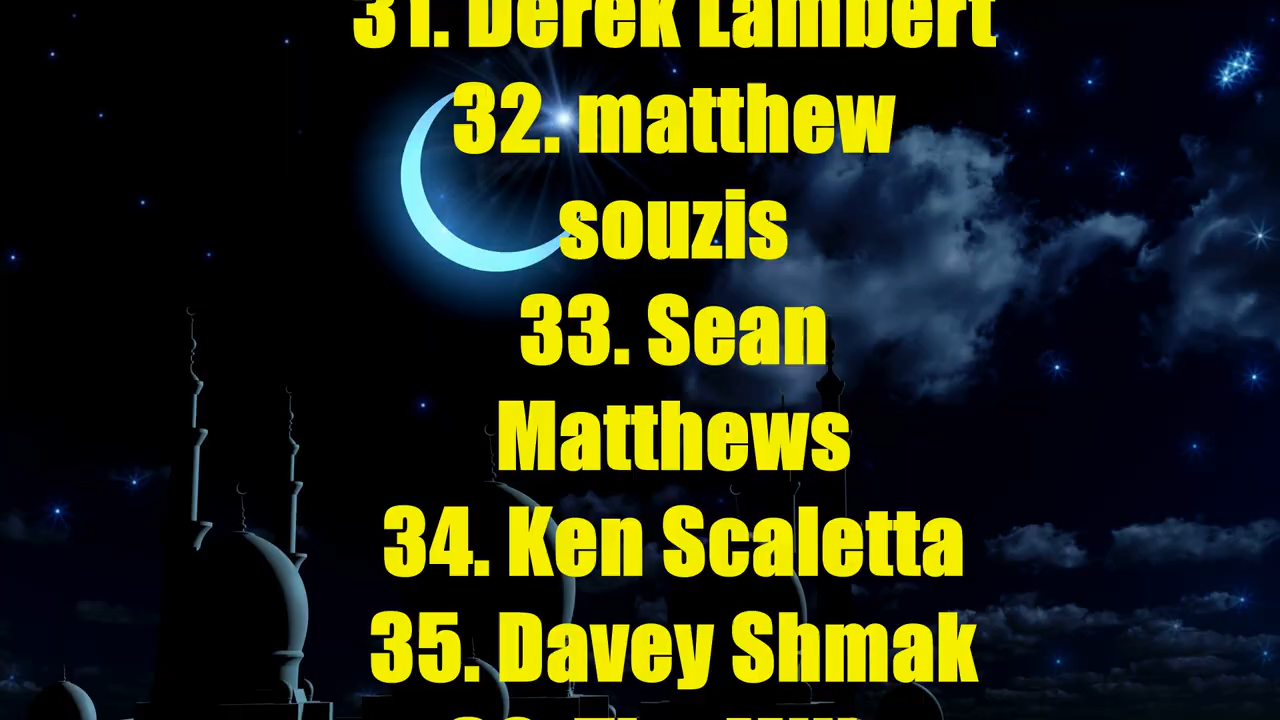 31. Derek Lambert
32. matthew
souzis
33. Sean
Matthews
34. Ken Scaletta
35. Davey Shmak